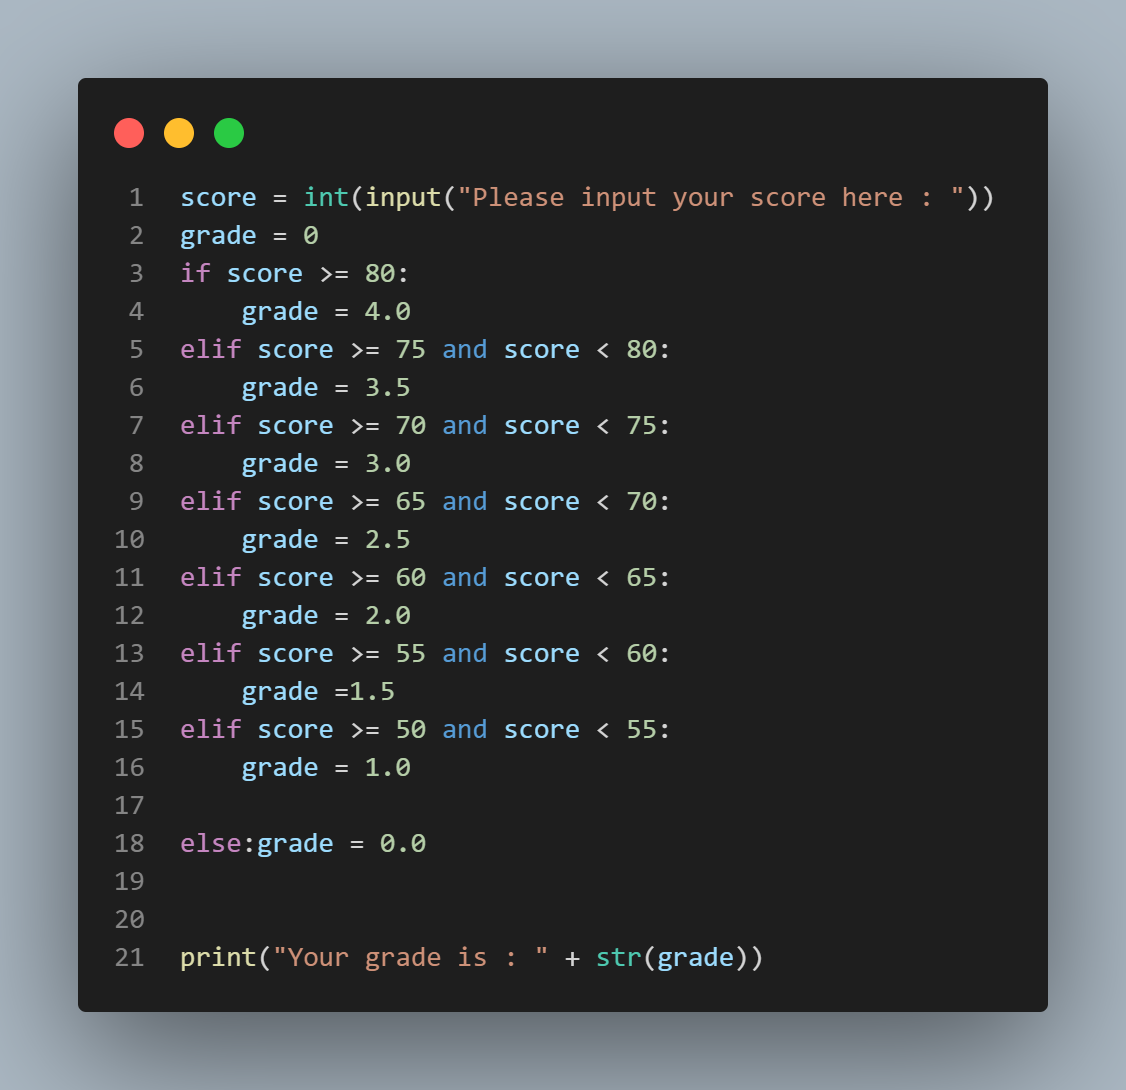 1 score = int(input("Please input your score here : "))
2 grade = 0
3 if score >= 80:
4     grade = 4.0
5 elif score >= 75 and score < 80:
6     grade = 3.5
7 elif score >= 70 and score < 75:
8     grade = 3.0
9 elif score >= 65 and score < 70:
10     grade = 2.5
11 elif score >= 60 and score < 65:
12     grade = 2.0
13 elif score >= 55 and score < 60:
14     grade =1.5
15 elif score >= 50 and score < 55:
16     grade = 1.0
17
18 else:grade = 0.0
19
20
21 print("Your grade is : " + str(grade))